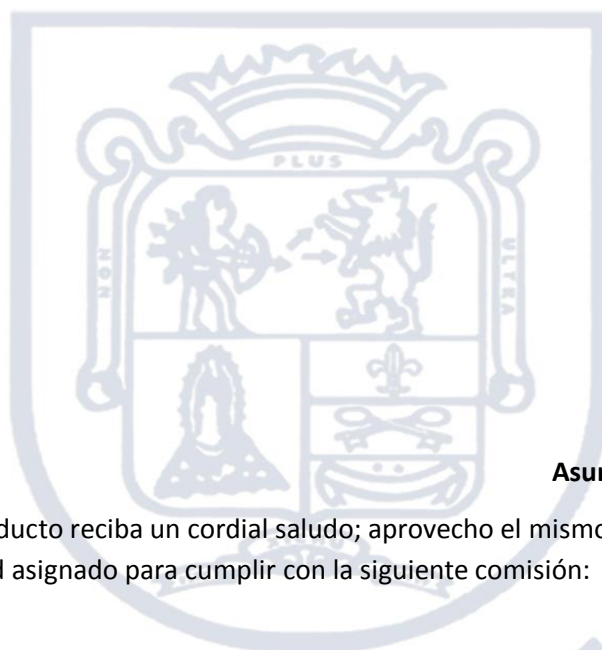 PLUS
NON
ULTRA
Asun
ducto reciba un cordial saludo; aprovecho el mismo
d asignado para cumplir con la siguiente comisión: